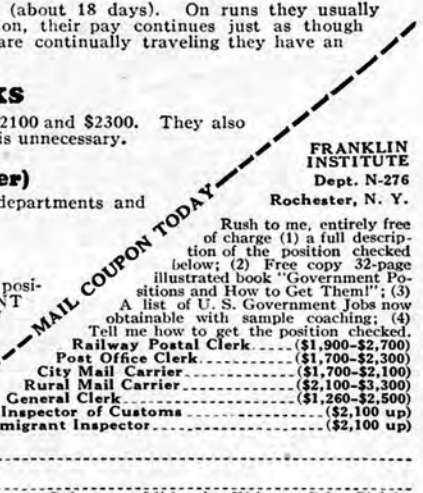 (about 18 days). On runs they usually
on, their pay continues just as though
are continually traveling they have an
ks
2100 and $2300. They also
is unnecessary.
er)
departments and
posi-
NT
MAIL COUPON TODAY
FRANKLIN
INSTITUTE
Dept. N-276
Rochester, N. Y.
Rush to me, entirely free
of charge (1) a full descrip-
tion of the position checked
below; (2) Free copy 32-page
illustrated book "Government Po-
sitions and How to Get Them!"; (3)
A list of U. S. Government Jobs now
obtainable with sample coaching; (4)
Tell me how to get the position checked.
Railway Postal Clerk.....($1,900-$2,700)
Post Office Clerk............($1,700-$2,300)
City Mail Carrier...........($1,700-$2,100)
Rural Mail Carrier..........($2,100-$3,300)
General Clerk..................($1,260-$2,500)
Inspector of Customs..............($2,100 up)
migrant Inspector.................($2,100 up)